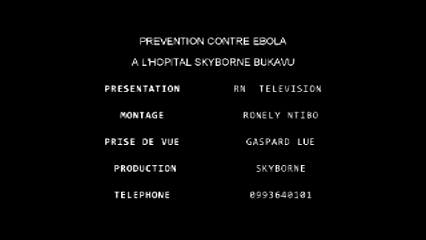 PREVENTION CONTRE EBOLA
A L'HOPITAL SKYBORNE BUKAVU
PRESENTATION RN TELEVISION
MONTAGE RONELY NTIBO
PRISE DE VUE GASPARD LUE
PRODUCTION SKYBORNE
TELEPHONE 0993640101